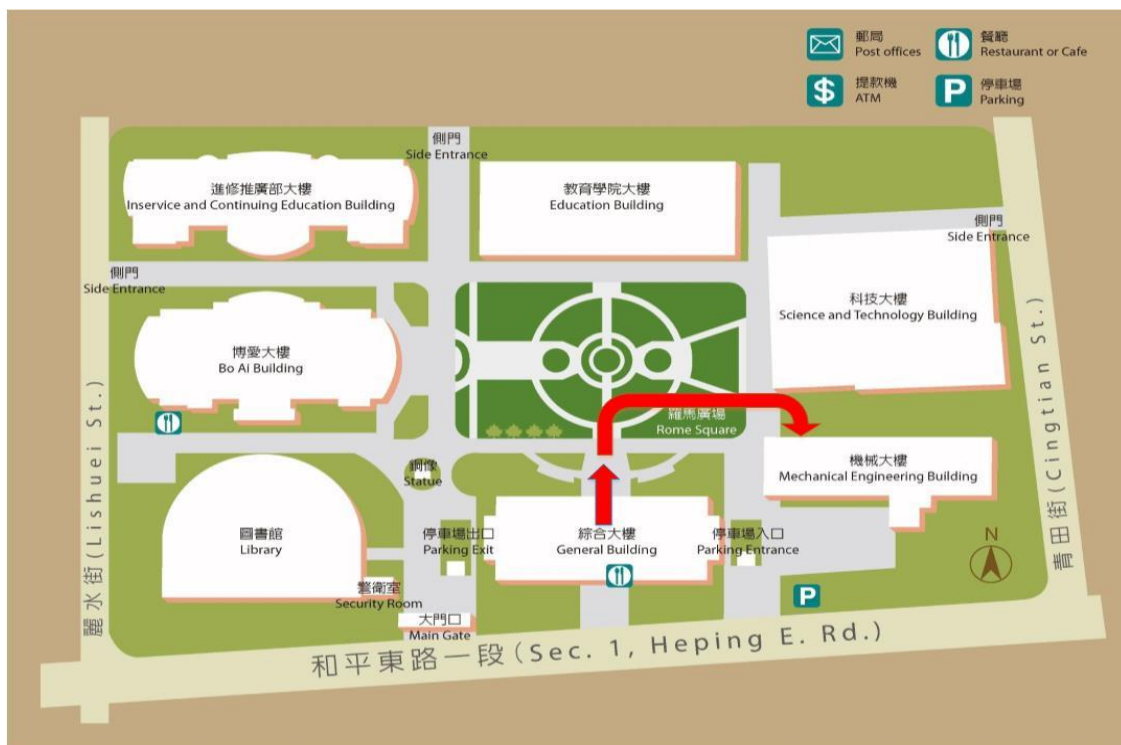 郵局
Post offices
餐廳
Restaurant or Cafe
$
提款機
ATM
P
停車場
Parking
側門
Side Entrance
進修推廣部大樓
Inservice and Continuing Education Building
教育學院大樓
Education Building
側門
Side Entrance
側門
Side Entrance
科技大樓
Science and Technology Building
博愛大樓
Bo Ai Building
羅馬廣場
Rome Square
機械大樓
Mechanical Engineering Building
銅像
Statue
圖書館
Library
停車場出口
Parking Exit
綜合大樓
General Building
停車場入口
Parking Entrance
N
警衛室
Security Room
P
大門口
Main Gate
麗水街(Lishuei St.)
青田街(Cingtian St.)
和平東路一段(Sec. 1, Heping E. Rd.)